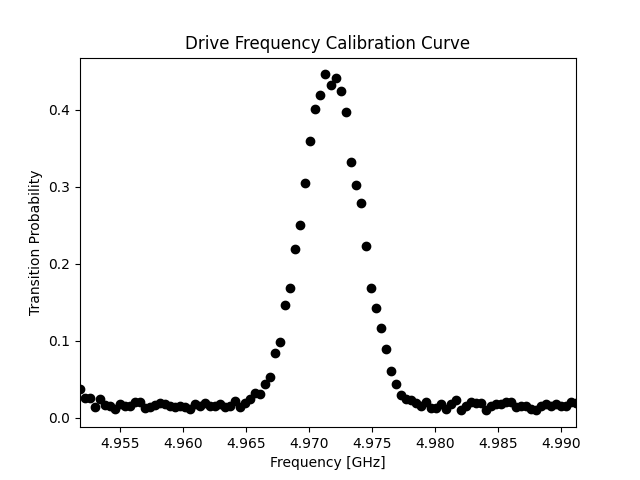 Drive Frequency Calibration Curve
Transition Probability
0.4
0.3
0.2
0.1
0.0
4.955 4.960 4.965 4.970 4.975 4.980 4.985 4.990
Frequency [GHz]